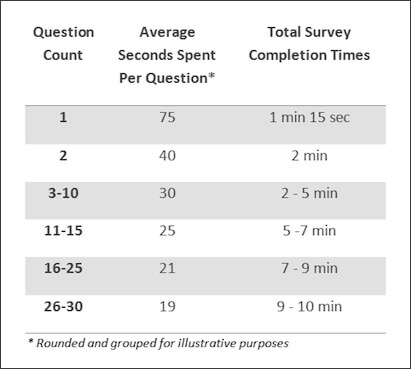 Question Count Average Seconds Spent Per Question* Total Survey Completion Times
1 75 1 min 15 sec
2 40 2 min
3-10 30 2 - 5 min
11-15 25 5 -7 min
16-25 21 7 - 9 min
26-30 19 9 - 10 min
* Rounded and grouped for illustrative purposes